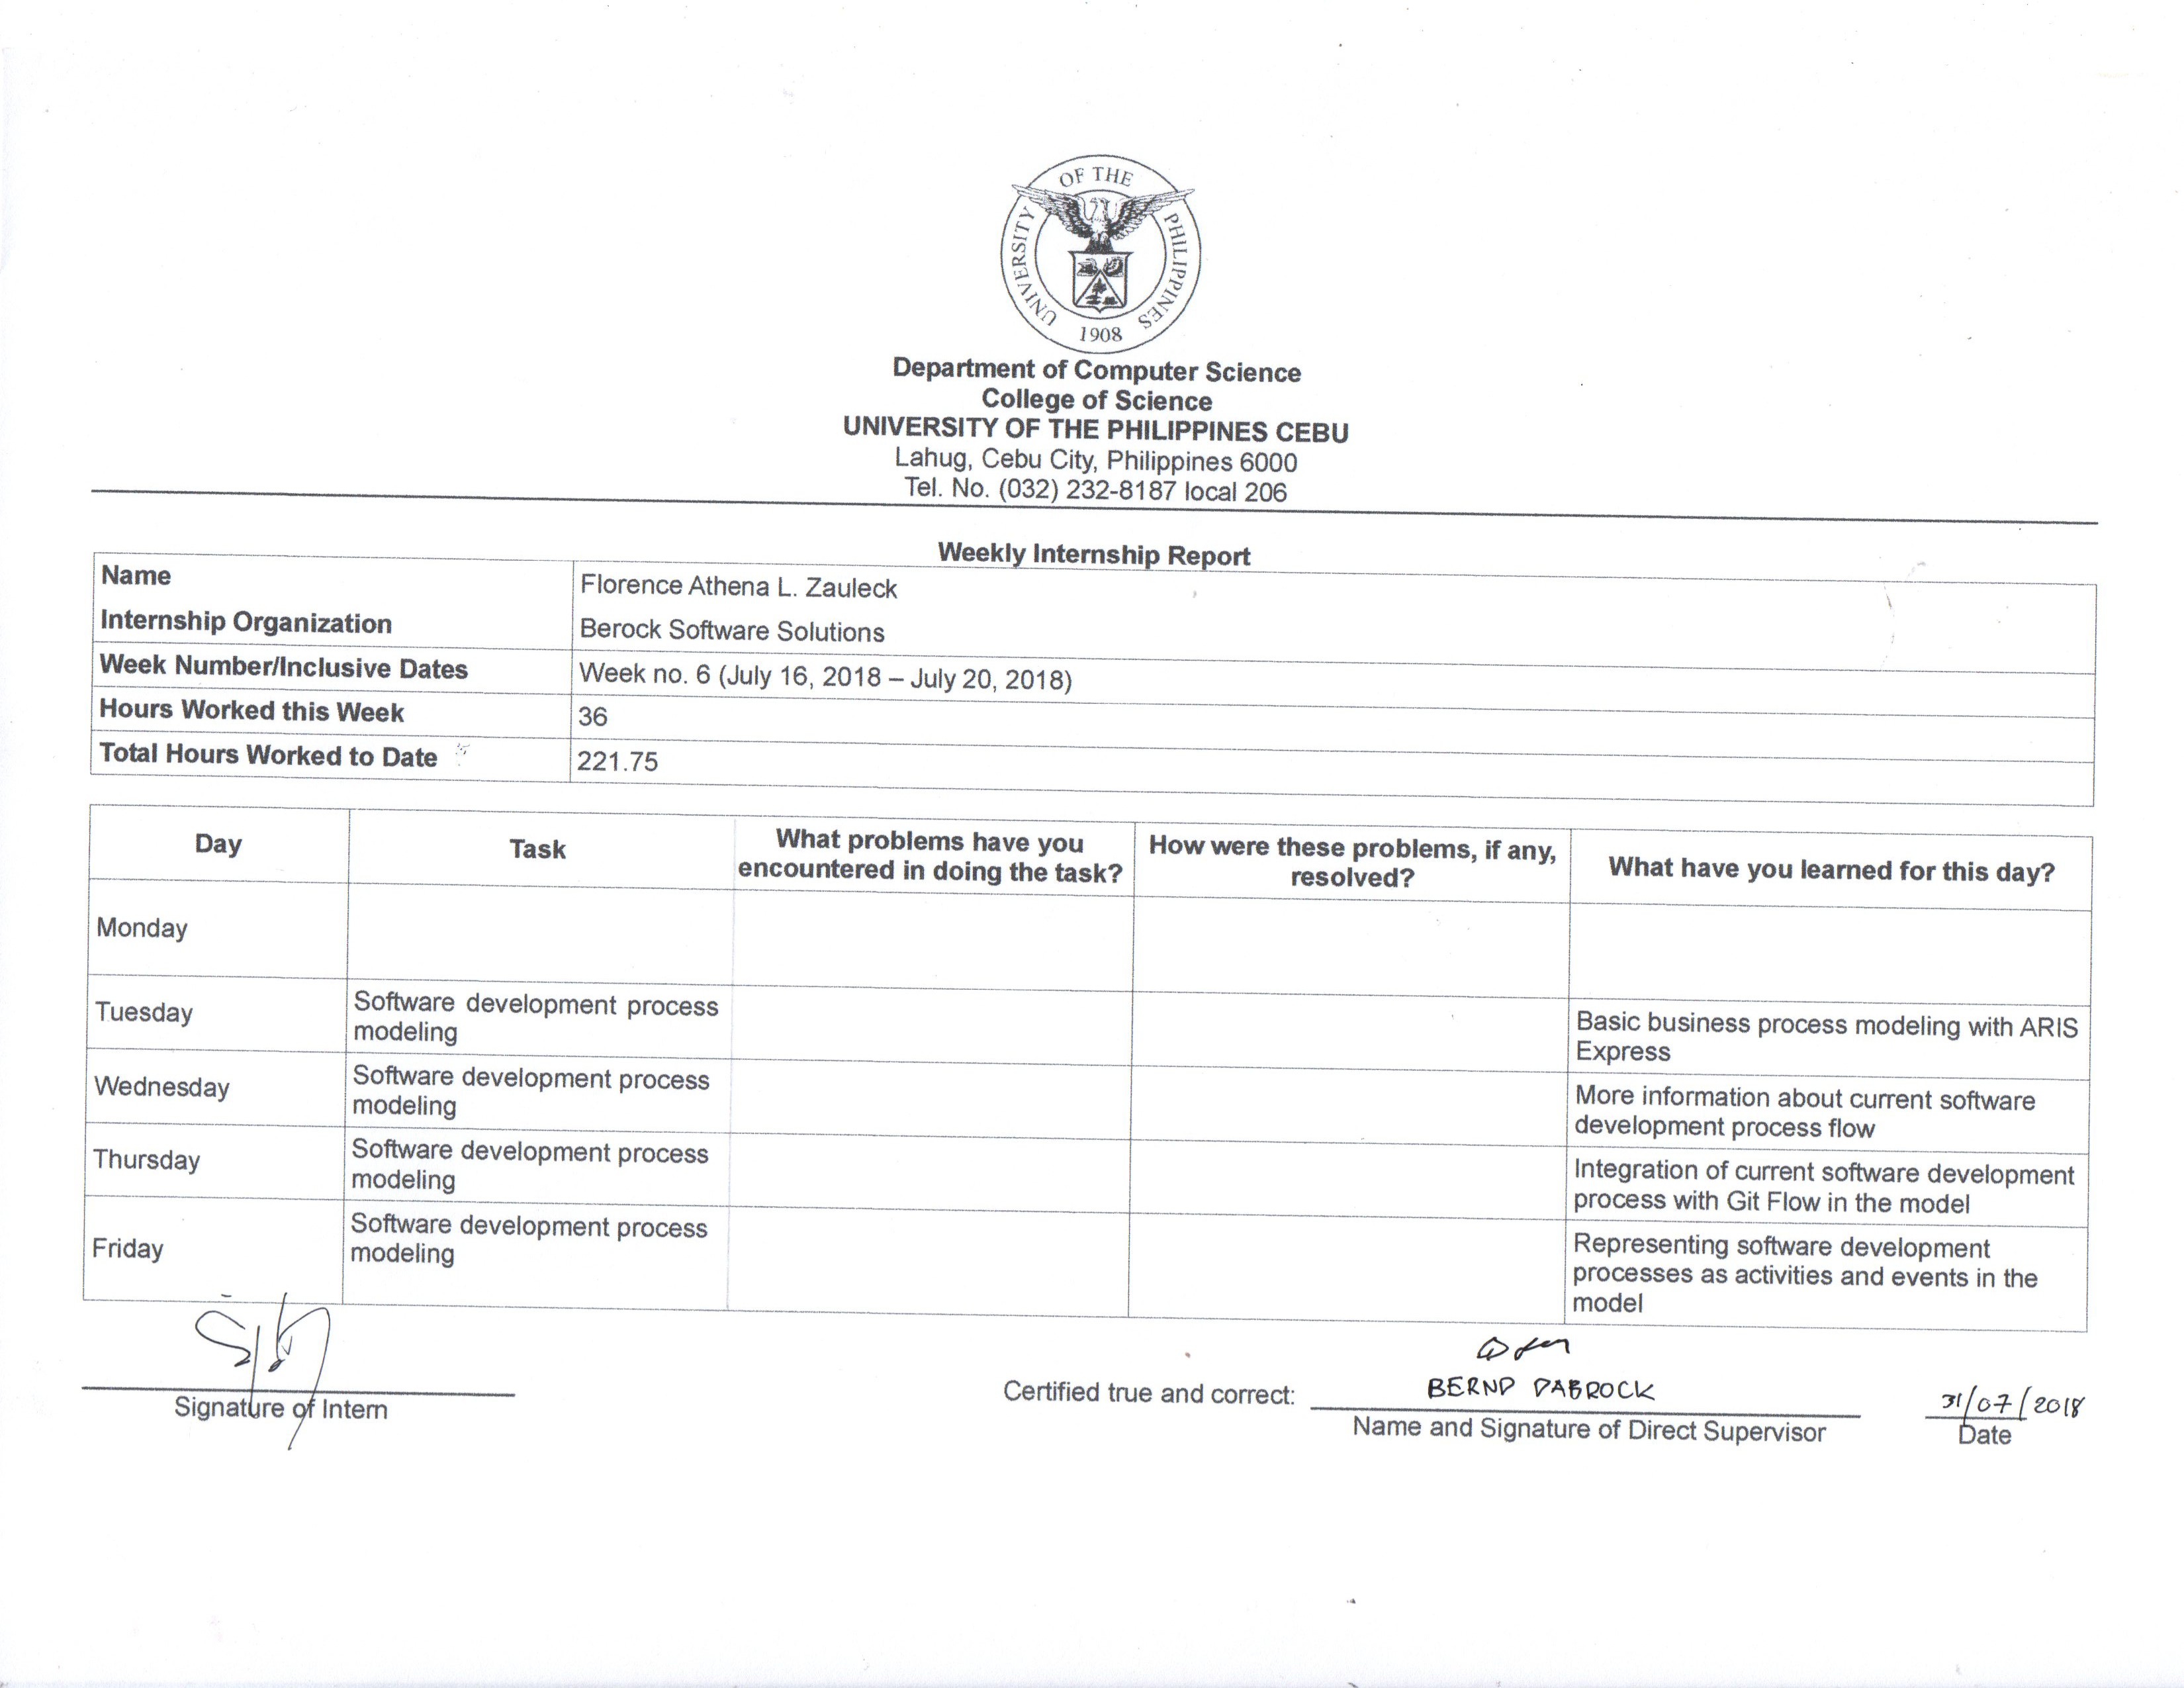 UNIVERSITY OF THE PHILIPPINES
1908
Department of Computer Science
College of Science
UNIVERSITY OF THE PHILIPPINES CEBU
Lahug, Cebu City, Philippines 6000
Tel. No. (032) 232-8187 local 206
Weekly Internship Report
Name Florence Athena L. Zauleck
Internship Organization Berock Software Solutions
Week Number/Inclusive Dates Week no. 6 (July 16, 2018 – July 20, 2018)
Hours Worked this Week 36
Total Hours Worked to Date 221.75
Day Task What problems have you encountered in doing the task? How were these problems, if any, resolved? What have you learned for this day?
Monday
Tuesday
Software development process
modeling
Basic business process modeling with ARIS
Express
Wednesday
Software development process
modeling
More information about current software
development process flow
Thursday
Software development process
modeling
Integration of current software development
process with Git Flow in the model
Friday
Software development process
modeling
Representing software development
processes as activities and events in the
model
Signature of Intern
Certified true and correct: BERND DABROCK
Name and Signature of Direct Supervisor
31/07/2018
Date